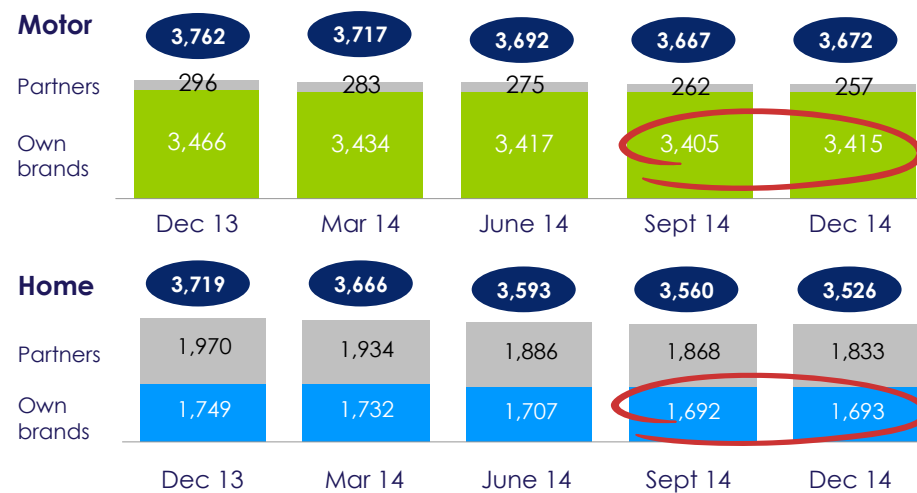 Motor
3,762 3,717 3,692 3,667 3,672
Partners 296 283 275 262 257
Own
brands
3,466 3,434 3,417 3,405 3,415
Dec 13 Mar 14 June 14 Sept 14 Dec 14
Home
3,719 3,666 3,593 3,560 3,526
Partners 1,970 1,934 1,886 1,868 1,833
Own
brands
1,749 1,732 1,707 1,692 1,693
Dec 13 Mar 14 June 14 Sept 14 Dec 14